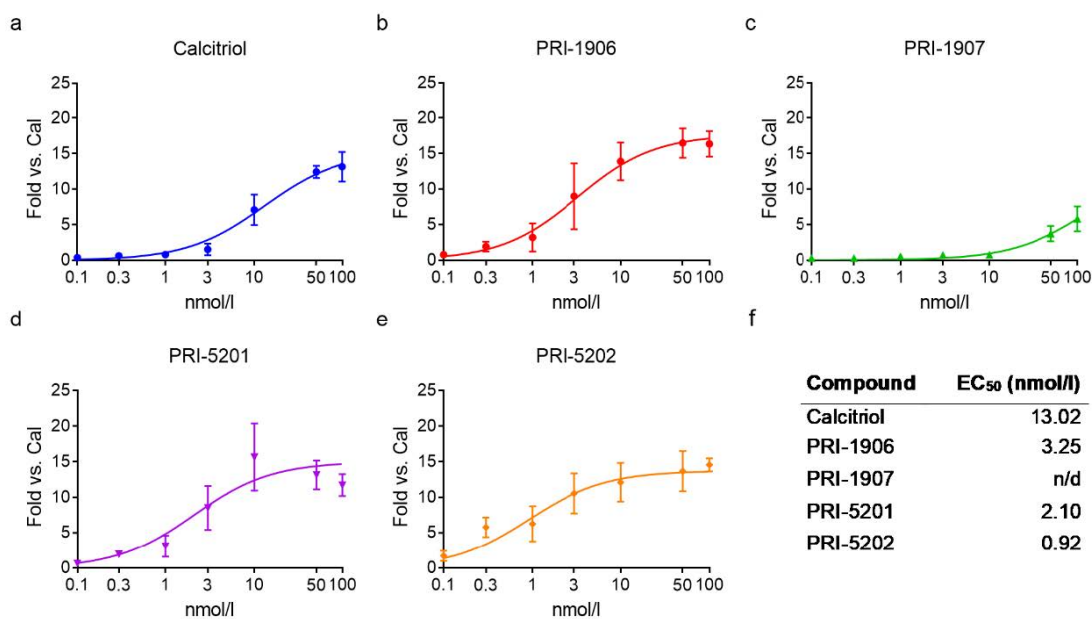 a
Calcitriol
Fold vs. Cal
25
20
15
10
5
0
0.1 0.3 1 3 10 50 100
nmol/l
b
PRI-1906
Fold vs. Cal
25
20
15
10
5
0
0.1 0.3 1 3 10 50 100
nmol/l
c
PRI-1907
Fold vs. Cal
25
20
15
10
5
0
0.1 0.3 1 3 10 50 100
nmol/l
d
PRI-5201
Fold vs. Cal
25
20
15
10
5
0
0.1 0.3 1 3 10 50 100
nmol/l
e
PRI-5202
Fold vs. Cal
25
20
15
10
5
0
0.1 0.3 1 3 10 50 100
nmol/l
f
Compound EC₅₀ (nmol/l)
Calcitriol 13.02
PRI-1906 3.25
PRI-1907 n/d
PRI-5201 2.10
PRI-5202 0.92